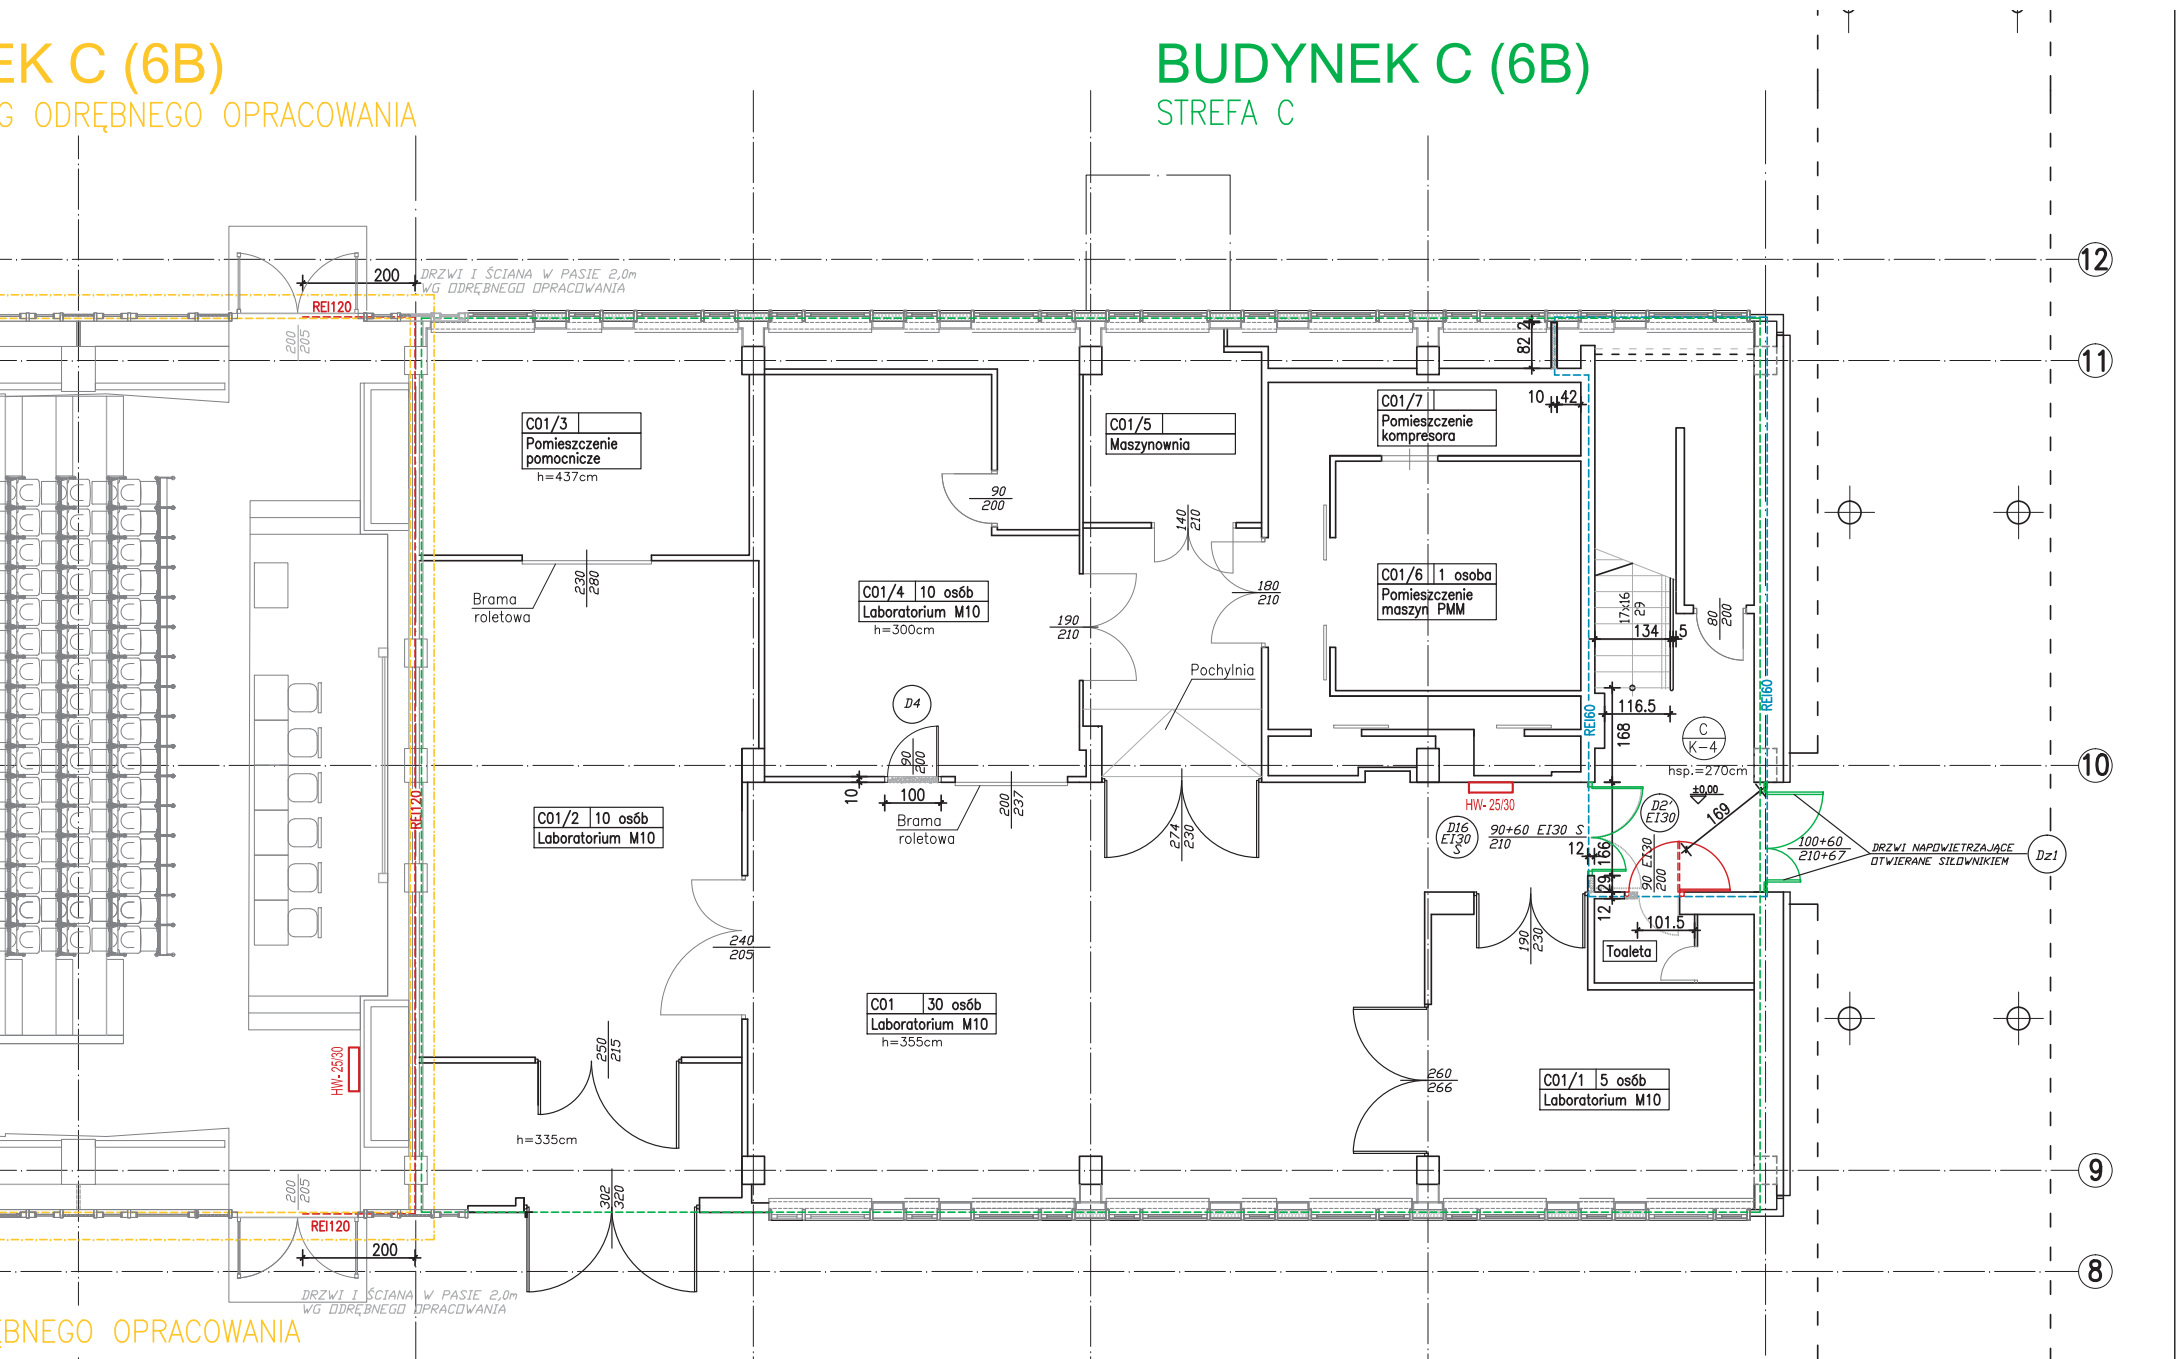 EK C (6B)
G ODRĘBNEGO OPRACOWANIA
BUDYNEK C (6B)
STREFA C
12
200
DRZWI I ŚCIANA W PASIE 2,0m
WG ODRĘBNEGO OPRACOWANIA
REI120
200
205
82
2
11
10
42
C01/3
Pomieszczenie
pomocnicze
h=437cm
C01/5
Maszynownia
C01/7
Pomieszczenie
kompresora
90
200
140
210
230
280
Brama
roletowa
C01/4 10 osób
Laboratorium M10
h=300cm
180
210
C01/6 1 osoba
Pomieszczenie
maszyn PMM
17x16
29
134
5
80
200
190
210
Pochylnia
D4
90
200
REI60
REI60
116.5
168
C
K-4
hsp.=270cm
10
10
100
200
237
Brama
roletowa
REI120
C01/2 10 osób
Laboratorium M10
274
230
HW-25/30
±0,00
D2'
EI30
169
D16
EI30
S
90+60 EI30 S
210
12
166
29
12
90 EI30
200
100+60
210+67
DRZWI NAPOWIETRZAJĄCE
OTWIERANE SIŁOWNIKIEM
Dz1
101.5
Toaleta
190
230
240
205
C01 30 osób
Laboratorium M10
h=355cm
250
215
HW-25/30
260
266
C01/1 5 osób
Laboratorium M10
h=335cm
9
200
205
302
320
REI120
200
8
DRZWI I ŚCIANA W PASIE 2,0m
WG ODRĘBNEGO OPRACOWANIA
ĘBNEGO OPRACOWANIA